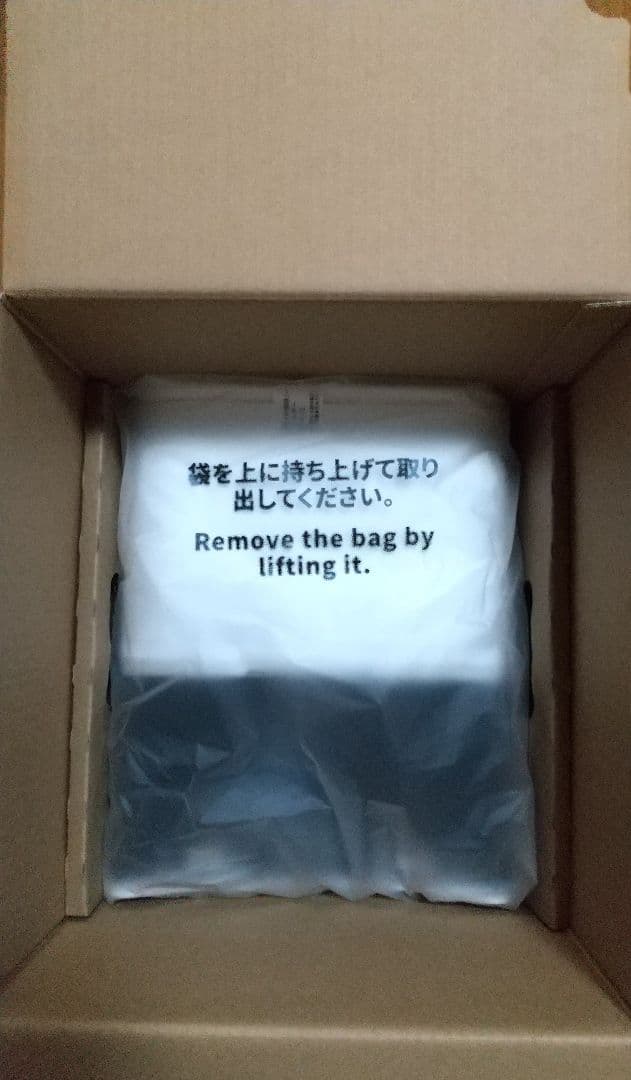 袋を上に持ち上げて取り
出してください。
Remove the bag by
lifting it.